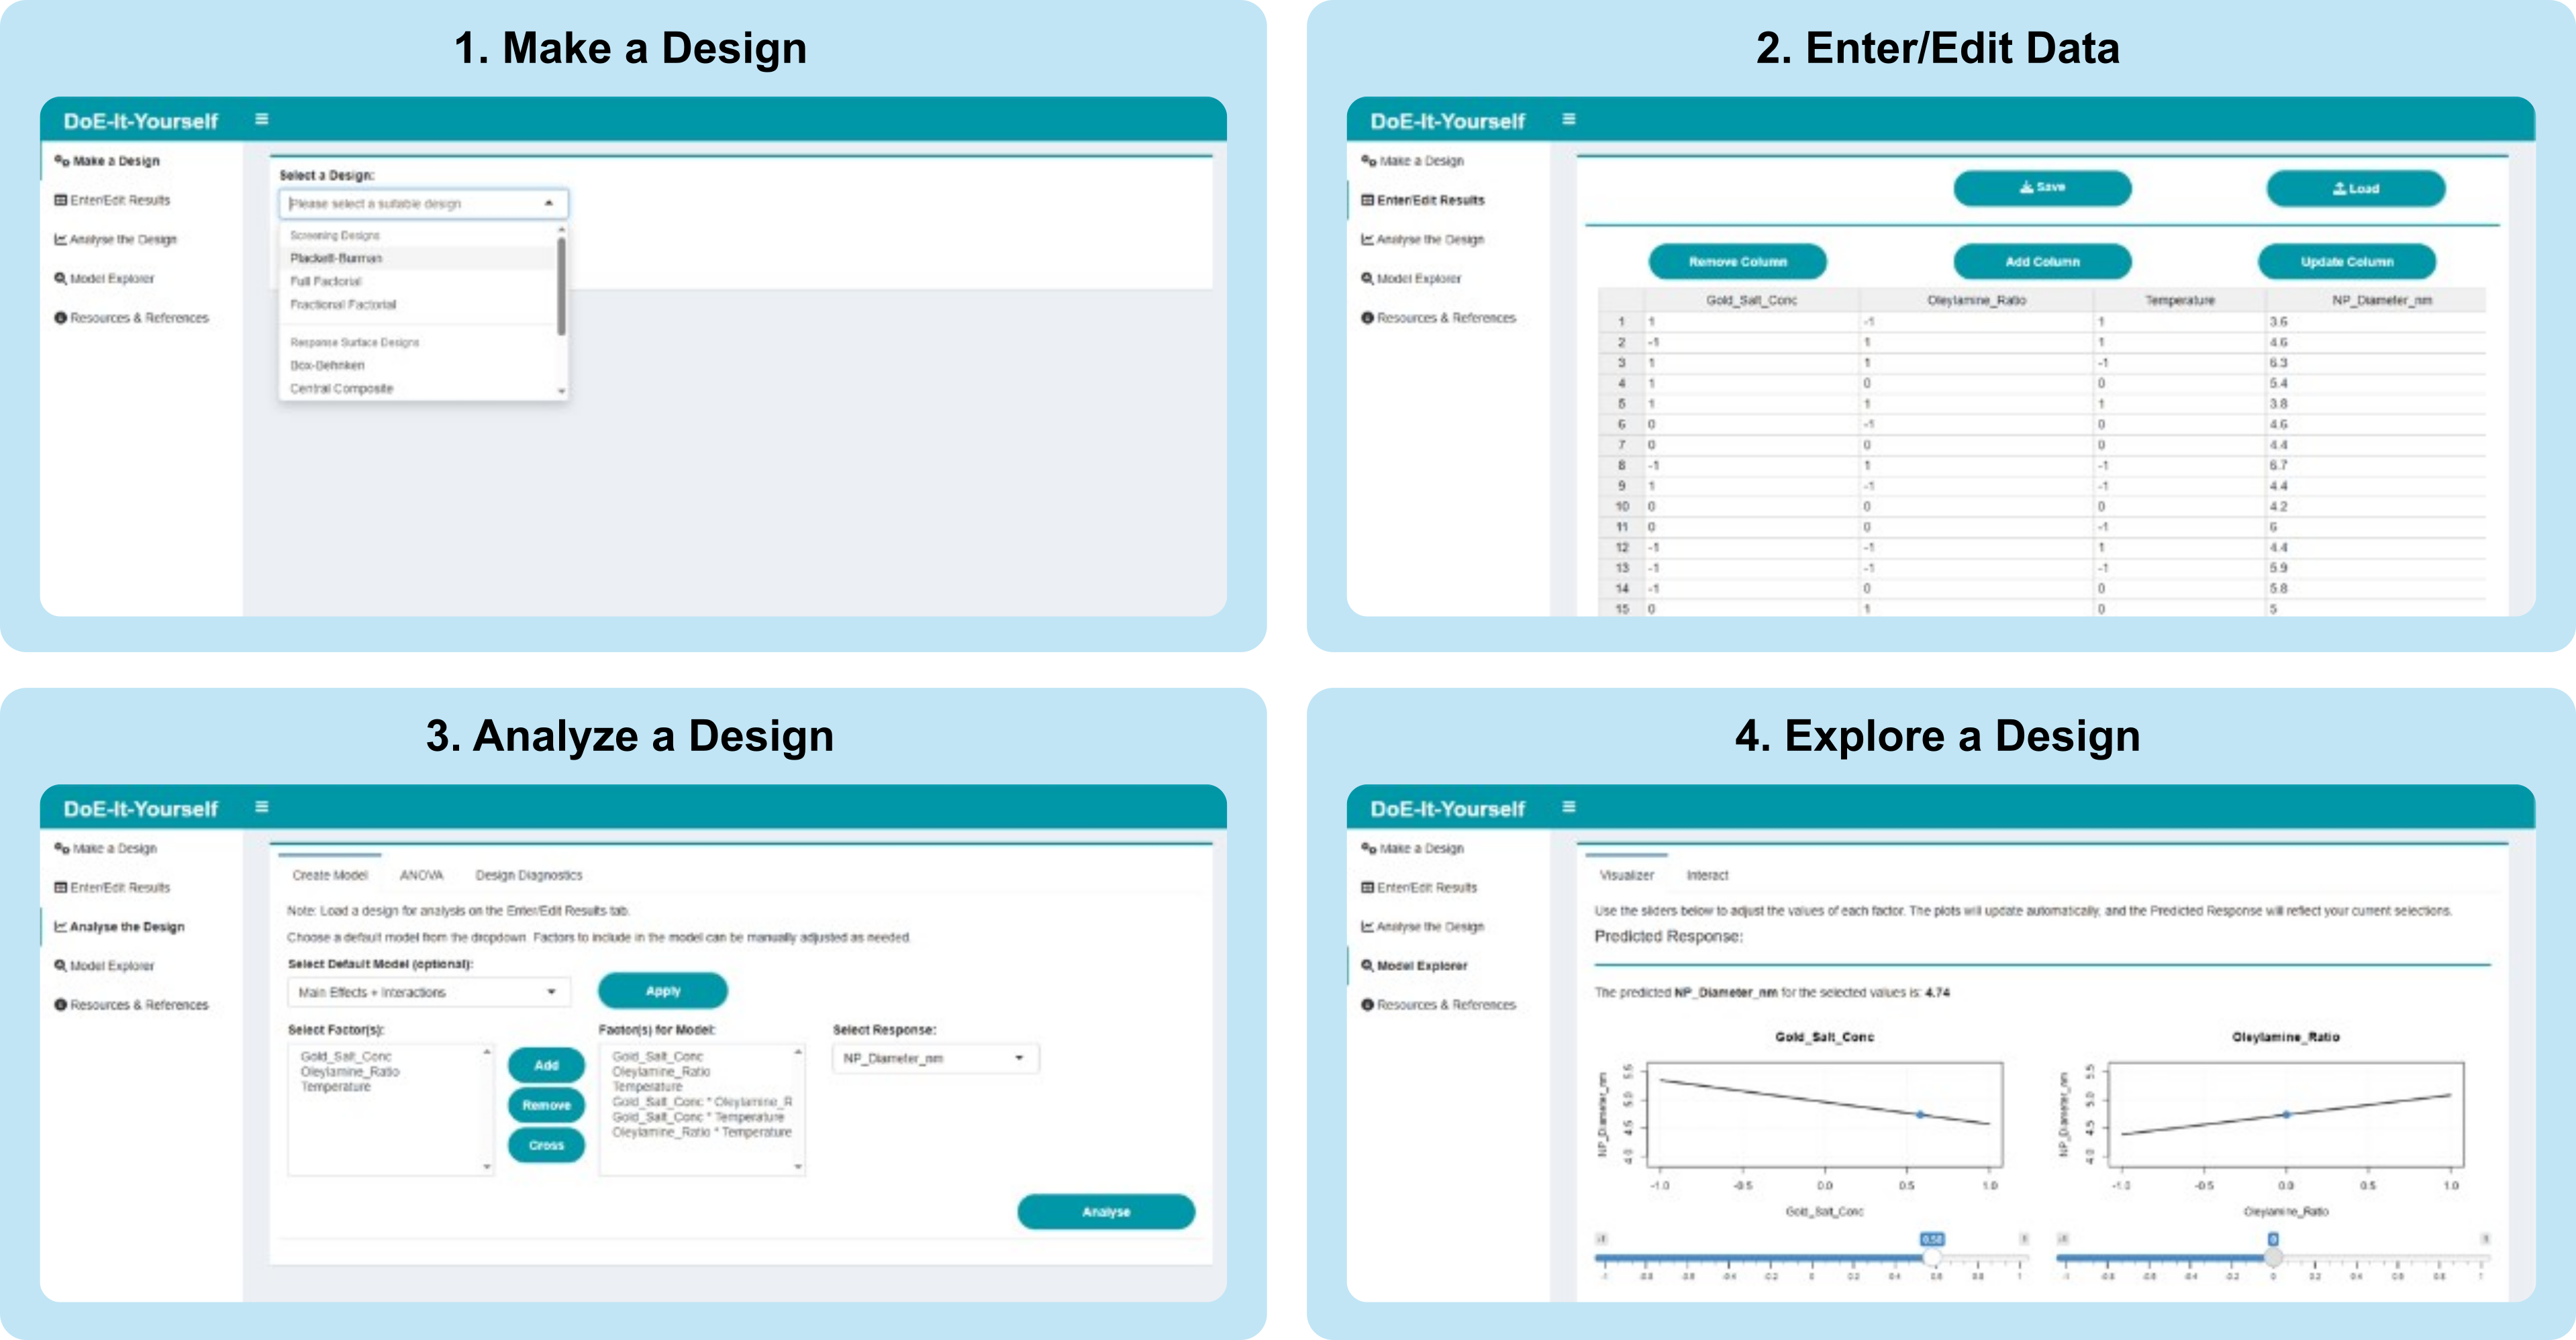 1. Make a Design
DoE-It-Yourself
Make a Design
Enter/Edit Results
Analyse the Design
Model Explorer
Resources & References
Select a Design:
Please select a suitable design
Screening Designs
Plackett-Burman
Full Factorial
Fractional Factorial
Response Surface Designs
Box-Behnken
Central Composite
2. Enter/Edit Data
DoE-It-Yourself
Make a Design
Enter/Edit Results
Analyse the Design
Model Explorer
Resources & References
Save Load
Remove Column Add Column Update Column
Gold_Salt_Conc Oleylamine_Ratio Temperature NP_Diameter_nm
1 1 -1 1 3.6
2 -1 1 1 4.6
3 1 1 -1 6.3
4 1 0 0 5.4
5 1 1 1 3.8
6 0 -1 0 4.6
7 0 0 0 4.4
8 -1 1 -1 6.7
9 1 -1 -1 4.4
10 0 0 0 4.2
11 0 0 -1 6
12 -1 -1 1 4.4
13 -1 -1 -1 5.9
14 -1 0 0 5.8
15 0 1 0 5
3. Analyze a Design
DoE-It-Yourself
Make a Design
Enter/Edit Results
Analyse the Design
Model Explorer
Resources & References
Create Model ANOVA Design Diagnostics
Note: Load a design for analysis on the Enter/Edit Results tab.
Choose a default model from the dropdown. Factors to include in the model can be manually adjusted as needed.
Select Default Model (optional):
Main Effects + Interactions Apply
Select Factor(s): Factor(s) for Model: Select Response:
Gold_Salt_Conc
Oleylamine_Ratio
Temperature
Add
Remove
Cross
Gold_Salt_Conc
Oleylamine_Ratio
Temperature
Gold_Salt_Conc * Oleylamine_R
Gold_Salt_Conc * Temperature
Oleylamine_Ratio * Temperature
NP_Diameter_nm
Analyse
4. Explore a Design
DoE-It-Yourself
Make a Design
Enter/Edit Results
Analyse the Design
Model Explorer
Resources & References
Visualizer Interact
Use the sliders below to adjust the values of each factor. The plots will update automatically, and the Predicted Response will reflect your current selections.
Predicted Response:
The predicted NP_Diameter_nm for the selected values is: 4.74
Gold_Salt_Conc
NP_Diameter_nm
5.5
5.0
4.5
4.0
-1.0 -0.5 0.0 0.5 1.0
Gold_Salt_Conc
-1 0.58 1
-1 -0.8 -0.6 -0.4 -0.2 0 0.2 0.4 0.6 0.8 1
Oleylamine_Ratio
NP_Diameter_nm
5.5
5.0
4.5
4.0
-1.0 -0.5 0.0 0.5 1.0
Oleylamine_Ratio
-1 0 1
-1 -0.8 -0.6 -0.4 -0.2 0 0.2 0.4 0.6 0.8 1